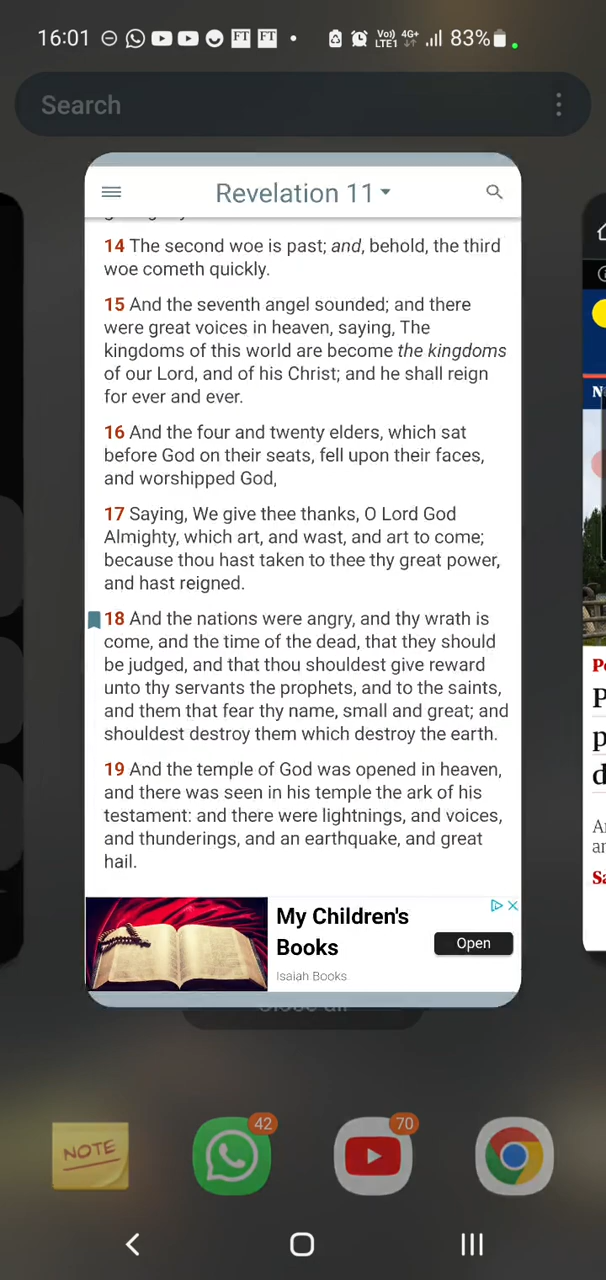 16:01
FT FT
Vo)) LTE1 4G+ 83%
Search
Revelation 11
14 The second woe is past; and, behold, the third
woe cometh quickly.
15 And the seventh angel sounded; and there
were great voices in heaven, saying, The
kingdoms of this world are become the kingdoms
of our Lord, and of his Christ; and he shall reign
for ever and ever.
16 And the four and twenty elders, which sat
before God on their seats, fell upon their faces,
and worshipped God,
17 Saying, We give thee thanks, O Lord God
Almighty, which art, and wast, and art to come;
because thou hast taken to thee thy great power,
and hast reigned.
18 And the nations were angry, and thy wrath is
come, and the time of the dead, that they should
be judged, and that thou shouldest give reward
unto thy servants the prophets, and to the saints,
and them that fear thy name, small and great; and
shouldest destroy them which destroy the earth.
19 And the temple of God was opened in heaven,
and there was seen in his temple the ark of his
testament: and there were lightnings, and voices,
and thunderings, and an earthquake, and great
hail.
My Children's
Books
Open
Isaiah Books
Close all
NOTE
42
70